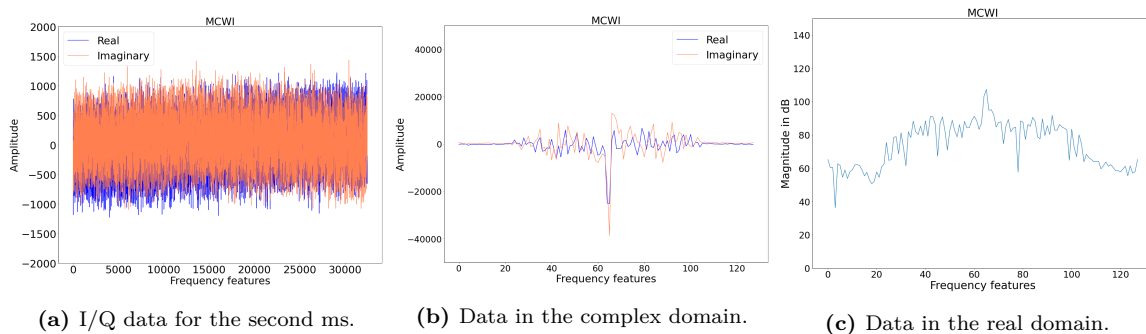 MCWI
2000
1500
1000
500
0
−500
−1000
−1500
−2000
Amplitude
Real
Imaginary
0 5000 10000 15000 20000 25000 30000
Frequency features
(a) I/Q data for the second ms.
MCWI
40000
20000
0
−20000
−40000
Amplitude
Real
Imaginary
0 20 40 60 80 100 120
Frequency features
(b) Data in the complex domain.
MCWI
140
120
100
80
60
40
20
0
Magnitude in dB
0 20 40 60 80 100 120
Frequency features
(c) Data in the real domain.